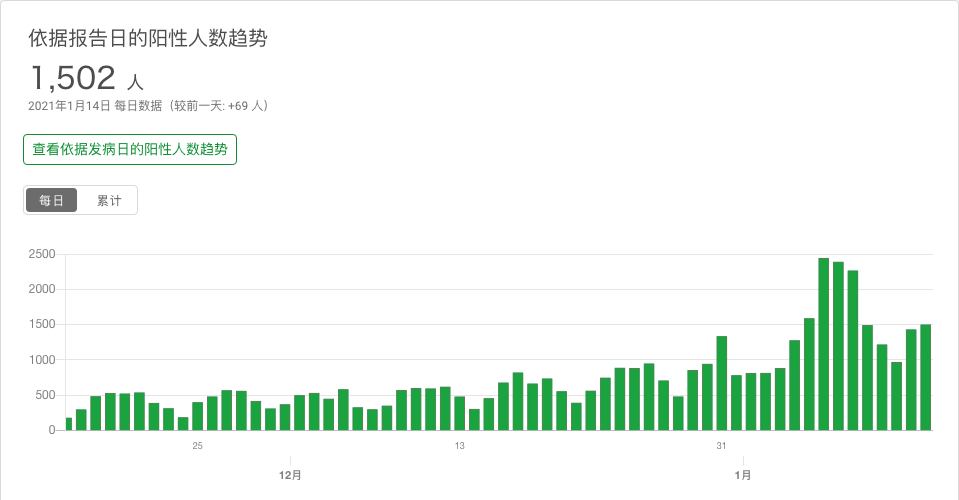 依据报告日的阳性人数趋势
1,502 人
2021年1月14日 每日数据（较前一天: +69 人）
查看依据发病日的阳性人数趋势
每日 累计
2500
2000
1500
1000
500
0
25 13 31
12月 1月